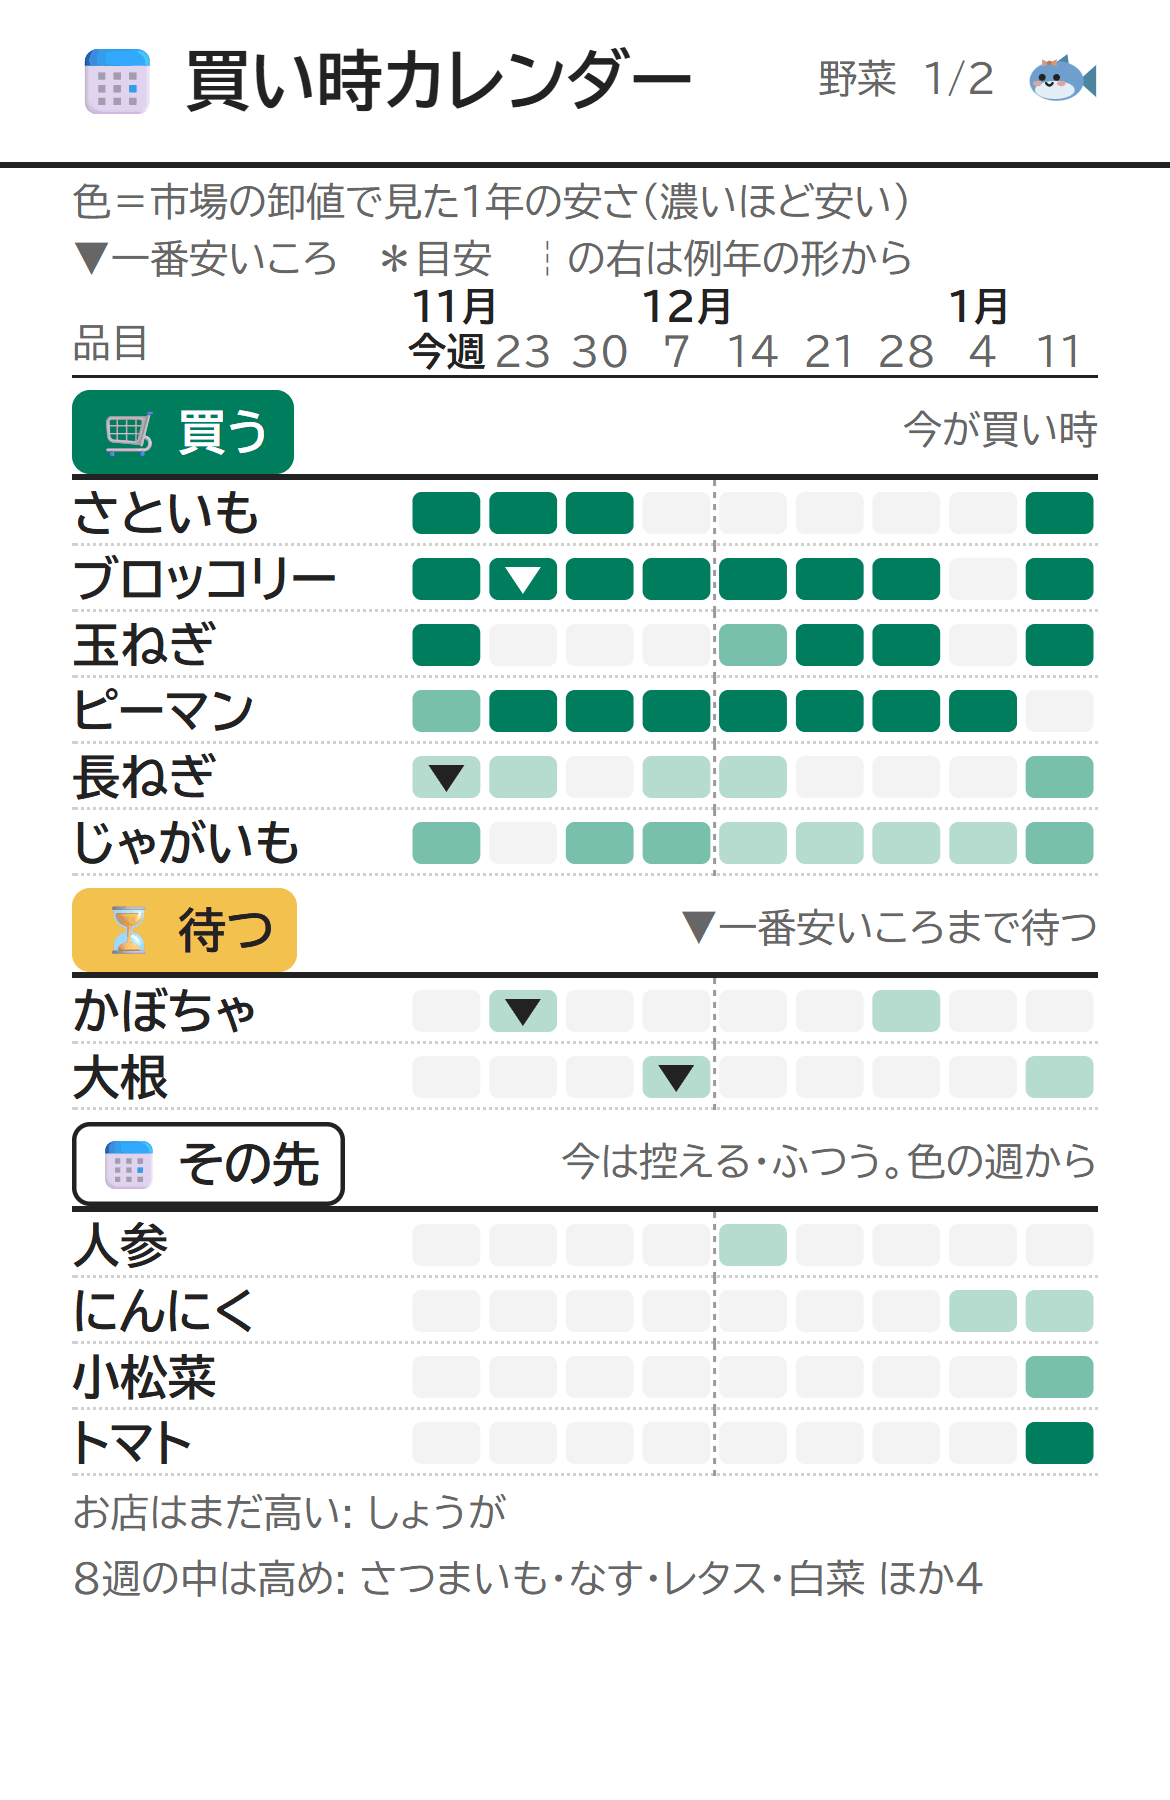 買い時カレンダー
野菜 1/2
色＝市場の卸値で見た1年の安さ（濃いほど安い）
▼一番安いころ ＊目安 ┊の右は例年の形から
11月 12月 1月
品目 今週 23 30 7 14 21 28 4 11
買う 今が買い時
さといも
ブロッコリー
玉ねぎ
ピーマン
長ねぎ
じゃがいも
待つ ▼一番安いころまで待つ
かぼちゃ
大根
その先 今は控える・ふつう。色の週から
人参
にんにく
小松菜
トマト
お店はまだ高い: しょうが
8週の中は高め: さつまいも・なす・レタス・白菜 ほか4